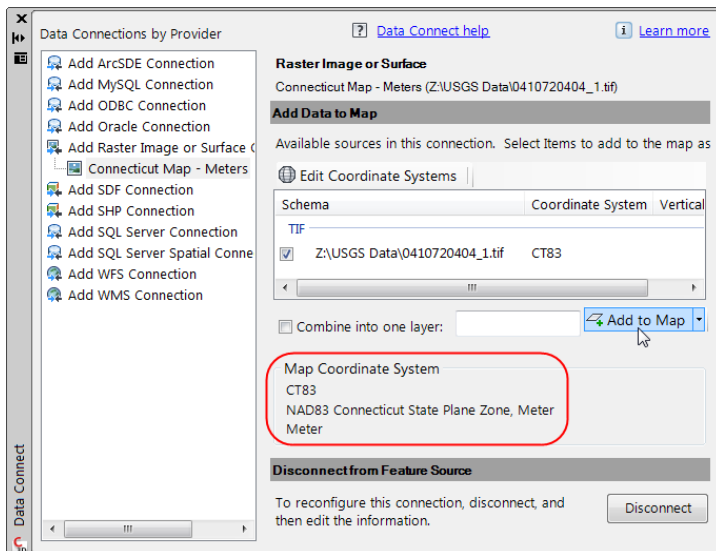 Data Connections by Provider
Data Connect help
Learn more
Add ArcSDE Connection
Add MySQL Connection
Add ODBC Connection
Add Oracle Connection
Add Raster Image or Surface C
Connecticut Map - Meters
Add SDF Connection
Add SHP Connection
Add SQL Server Connection
Add SQL Server Spatial Conne
Add WFS Connection
Add WMS Connection
Raster Image or Surface
Connecticut Map - Meters (Z:\USGS Data\0410720404_1.tif)
Add Data to Map
Available sources in this connection. Select Items to add to the map as
Edit Coordinate Systems
Schema Coordinate System Vertical
TIF
Z:\USGS Data\0410720404_1.tif CT83
Combine into one layer:
Add to Map
Map Coordinate System
CT83
NAD83 Connecticut State Plane Zone, Meter
Meter
Disconnect from Feature Source
To reconfigure this connection, disconnect, and
then edit the information.
Disconnect
Data Connect